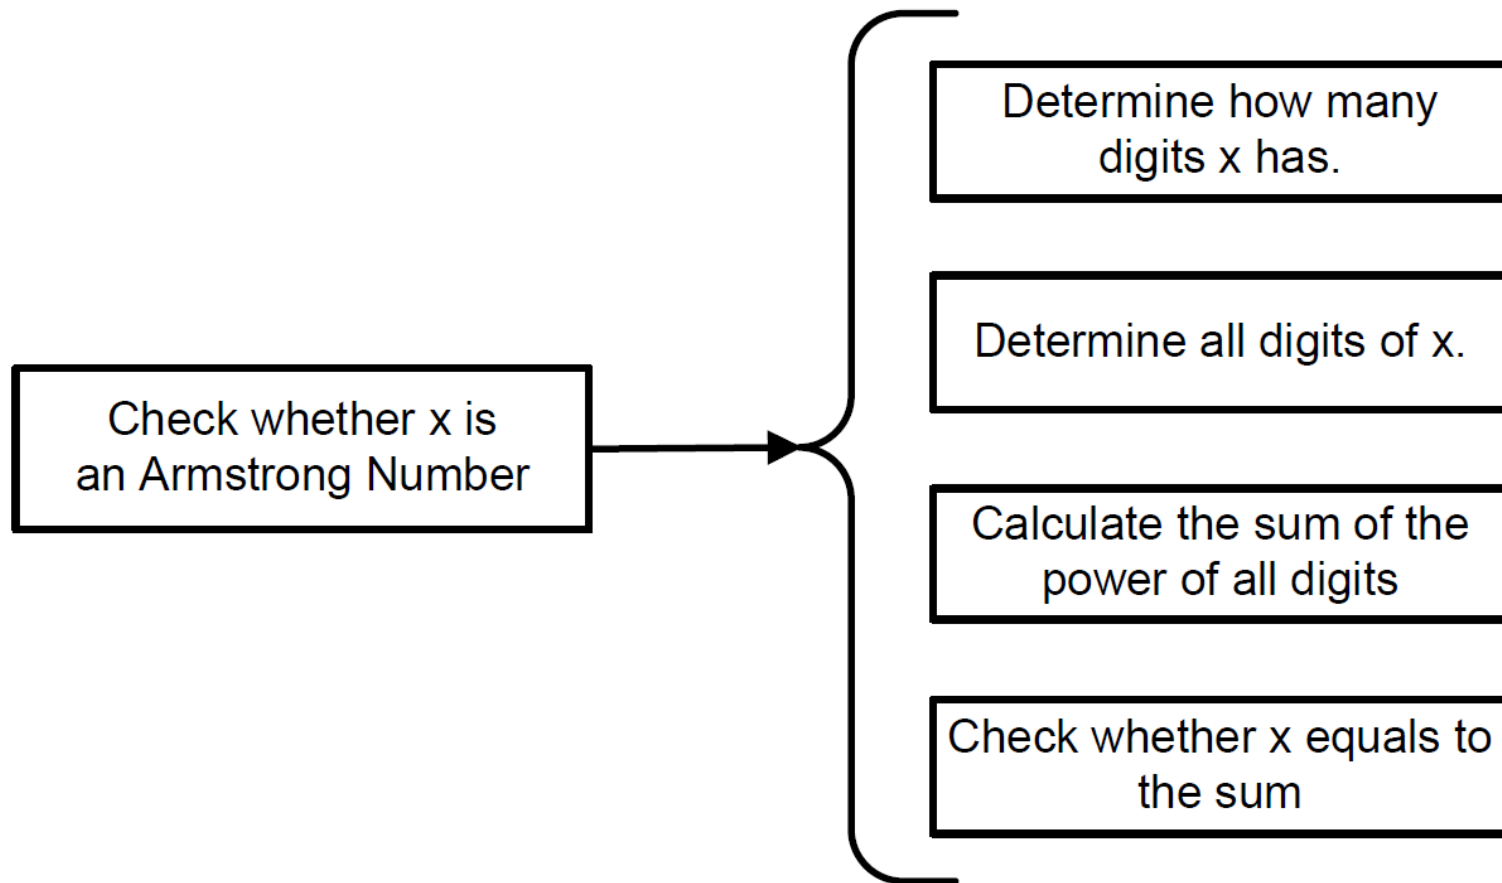 Check whether x is
an Armstrong Number
Determine how many
digits x has.
Determine all digits of x.
Calculate the sum of the
power of all digits
Check whether x equals to
the sum